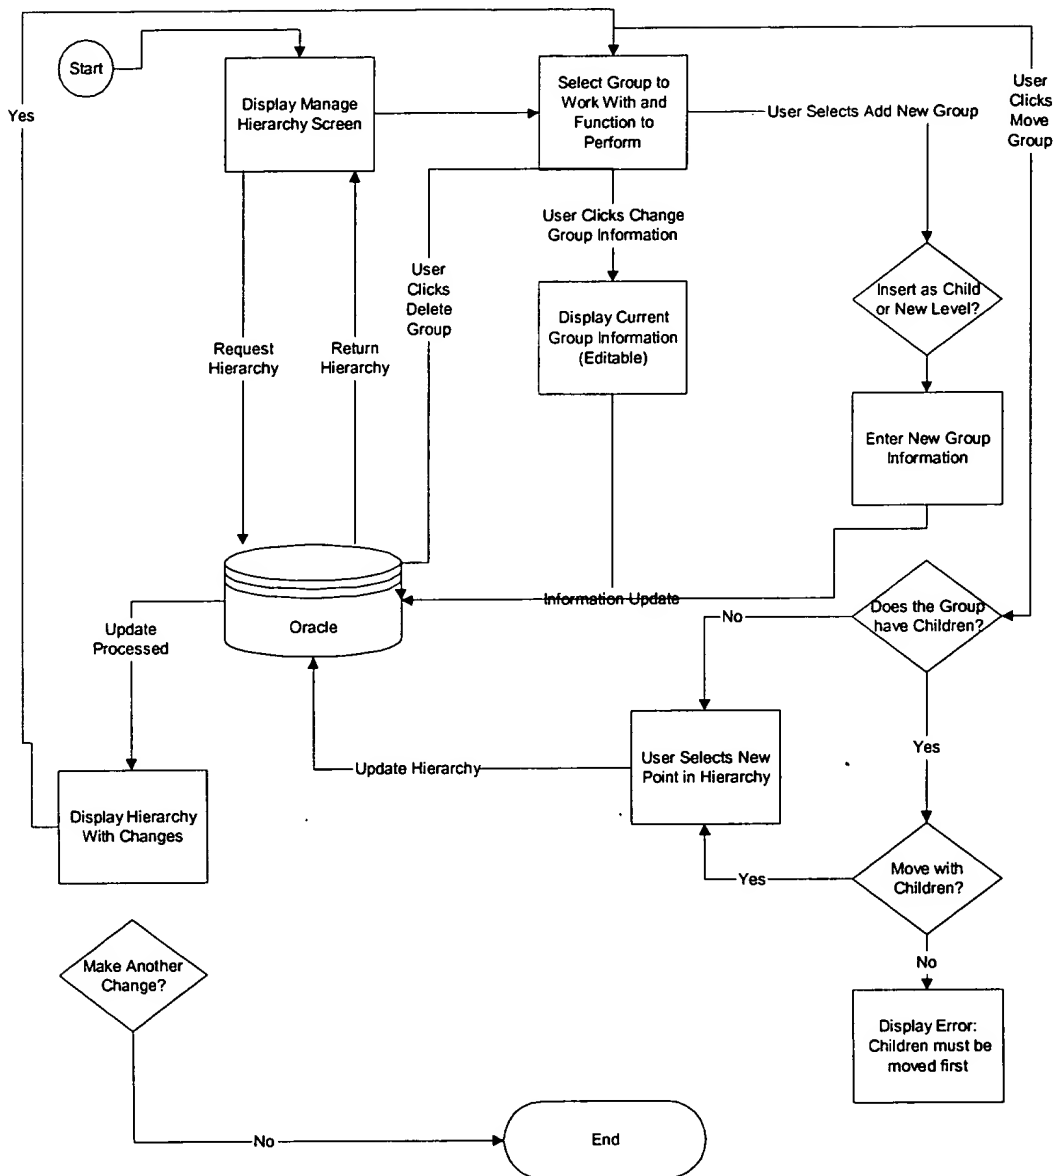 Start
Yes
Display Manage
Hierarchy Screen
Select Group to
Work With and
Function to
Perform
User Selects Add New Group
User
Clicks
Move
Group
User Clicks Change
Group Information
User
Clicks
Delete
Group
Insert as Child
or New Level?
Display Current
Group Information
(Editable)
Request
Hierarchy
Return
Hierarchy
Enter New Group
Information
Information Update
Oracle
Does the Group
have Children?
No
Update
Processed
Yes
User Selects New
Point in Hierarchy
Update Hierarchy
Display Hierarchy
With Changes
Move with
Children?
Yes
No
Make Another
Change?
Display Error:
Children must be
moved first
No
End